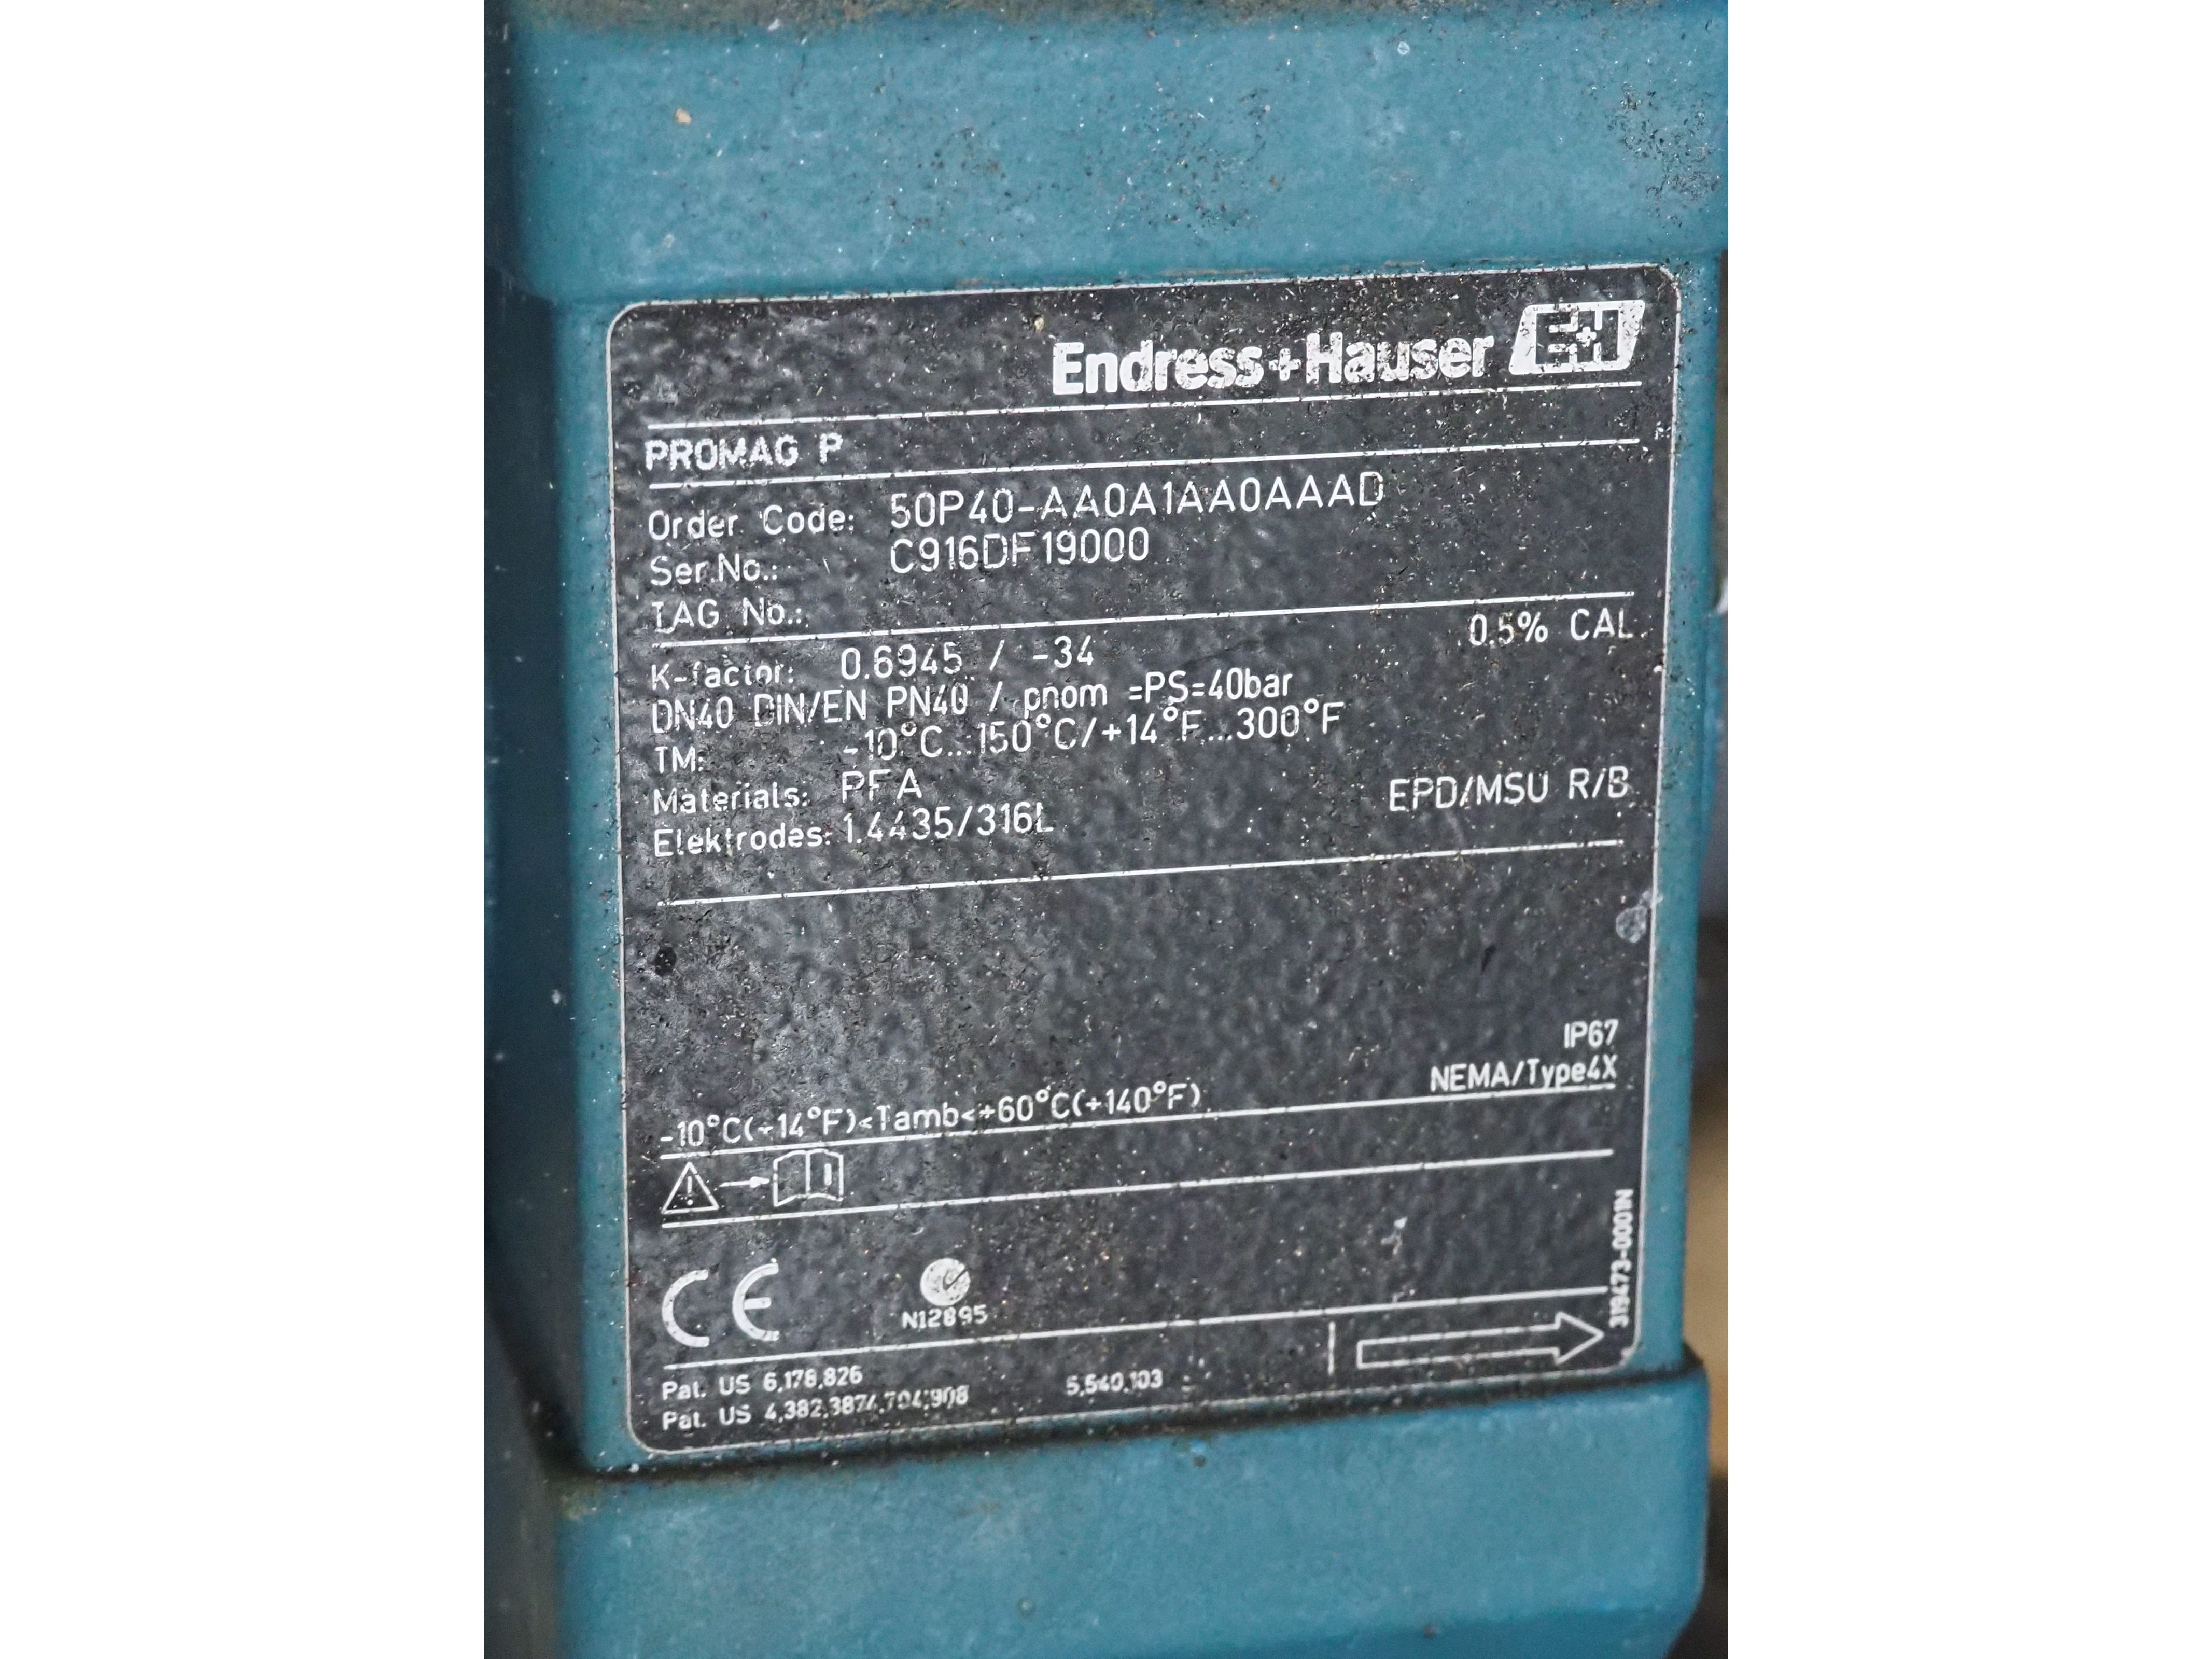 Endress+Hauser E+H
PROMAG P
Order Code: 50P40-AA0A1AA0AAAD
Ser.No.: C916DF19000
TAG No.:
K-factor: 0.6945 / -34 0.5% CAL.
DN40 DIN/EN PN40 / pnom =PS=40bar
TM: -10°C...150°C/+14°F...300°F
Materials: PFA
Elektrodes: 1.4435/316L EPD/MSU R/B
IP67
NEMA/Type4X
-10°C(+14°F)<Tamb<+60°C(+140°F)
CE
N12895
319473-0001N
Pat. US 6,178,826
Pat. US 4,382,3874,704,908 5,540,103